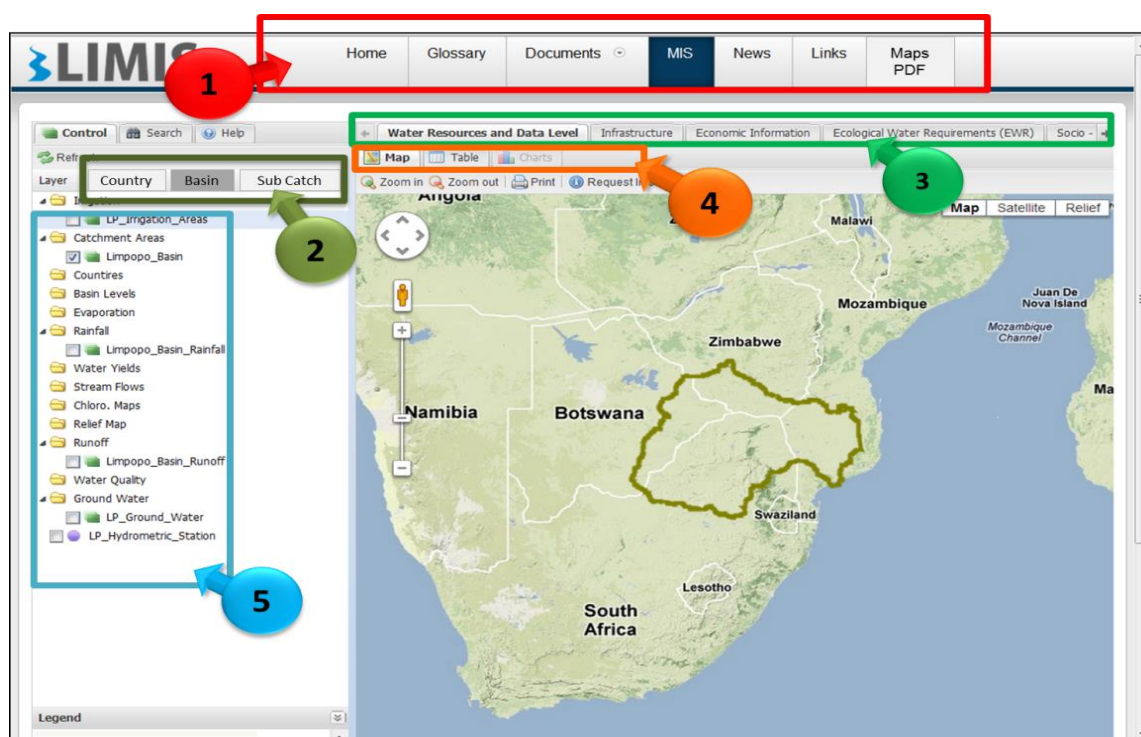 LIMIS
Home Glossary Documents MIS News Links Maps PDF
1
Control Search Help
Water Resources and Data Level Infrastructure Economic Information Ecological Water Requirements (EWR) Socio -
Map Table Charts
Layer Country Basin Sub Catch
Zoom in Zoom out Print Request
Map Satellite Relief
3
4
2
LP_Irrigation_Areas
Catchment Areas
Limpopo_Basin
Countires
Basin Levels
Evaporation
Rainfall
Limpopo_Basin_Rainfall
Water Yields
Stream Flows
Chloro. Maps
Relief Map
Runoff
Limpopo_Basin_Runoff
Water Quality
Ground Water
LP_Ground_Water
LP_Hydrometric_Station
5
Legend
Angola
Malawi
Mozambique
Juan De
Nova Island
Mozambique
Channel
Zimbabwe
Namibia
Botswana
Swaziland
Lesotho
South
Africa